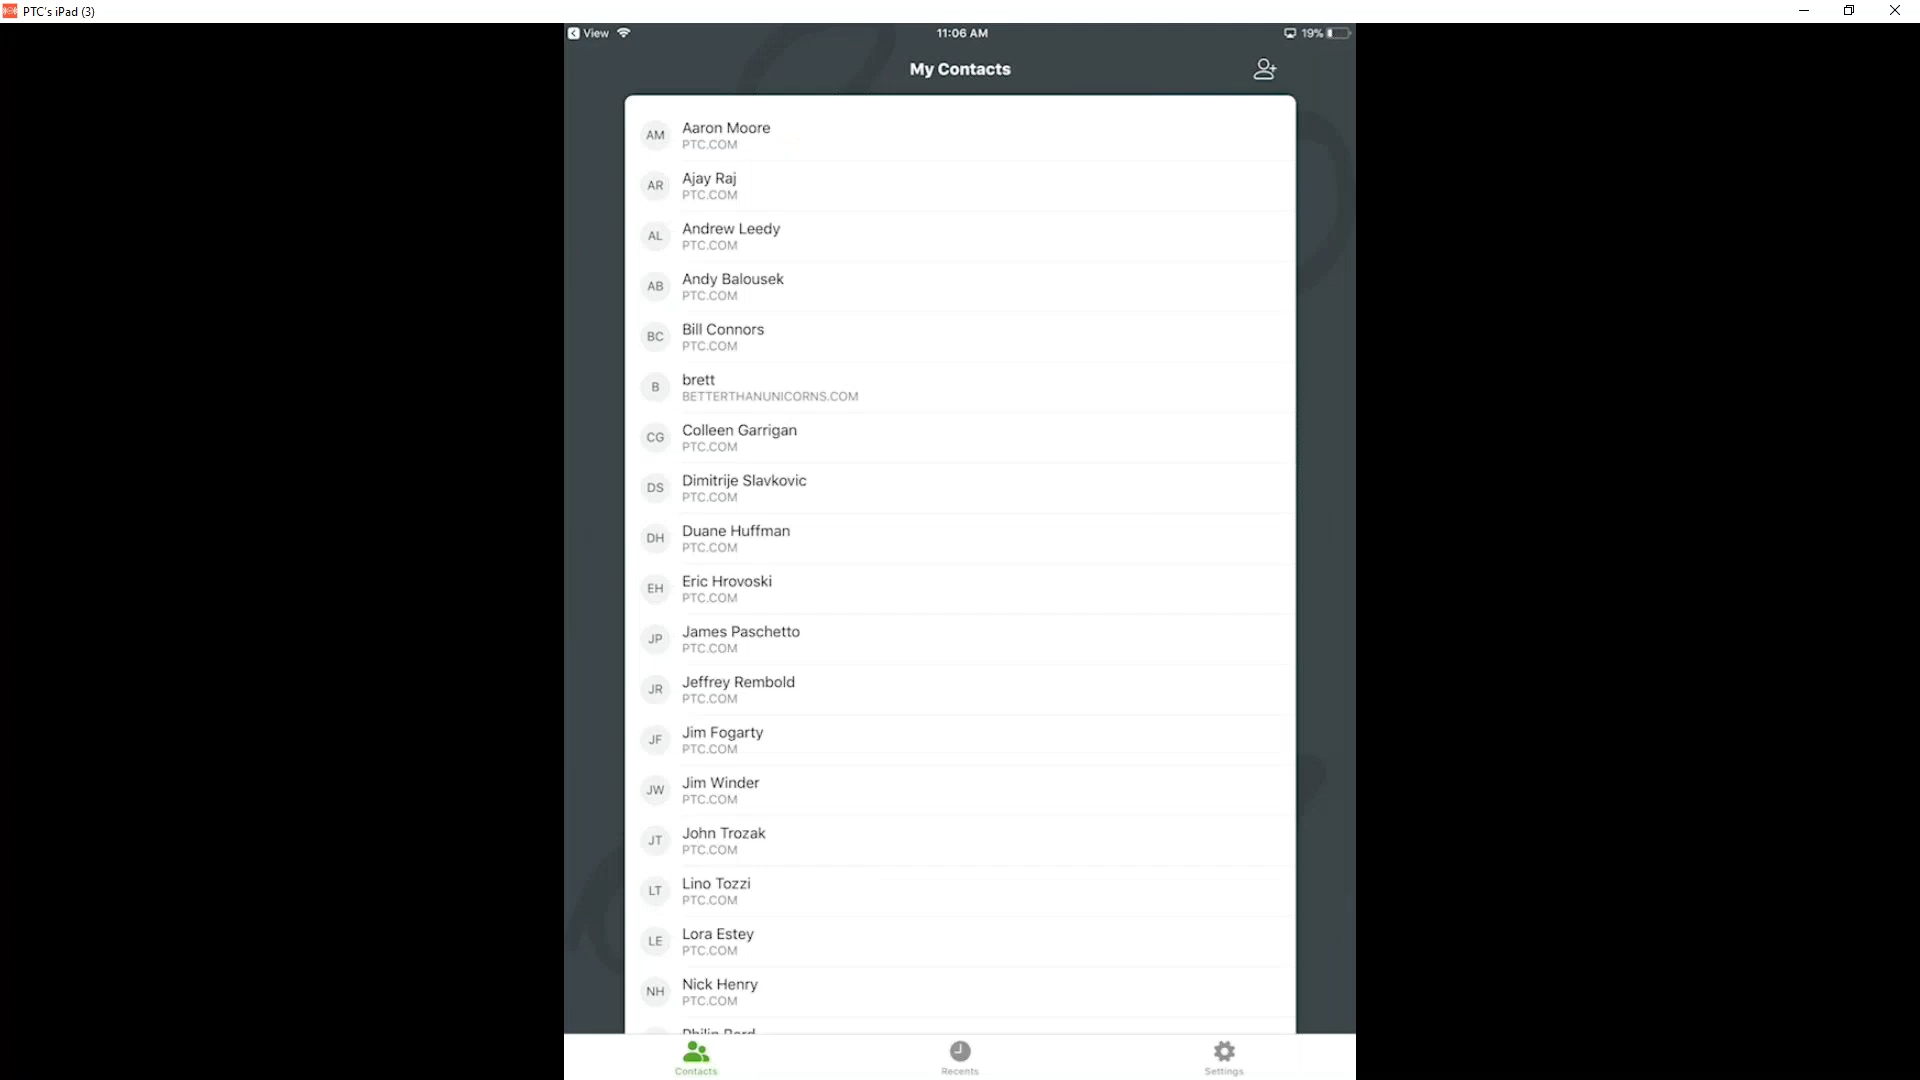 PTC's iPad (3)
View 11:06 AM 19%
My Contacts
AM Aaron Moore
PTC.COM
AR Ajay Raj
PTC.COM
AL Andrew Leedy
PTC.COM
AB Andy Balousek
PTC.COM
BC Bill Connors
PTC.COM
B brett
BETTERTHANUNICORNS.COM
CG Colleen Garrigan
PTC.COM
DS Dimitrije Slavkovic
PTC.COM
DH Duane Huffman
PTC.COM
EH Eric Hrovoski
PTC.COM
JP James Paschetto
PTC.COM
JR Jeffrey Rembold
PTC.COM
JF Jim Fogarty
PTC.COM
JW Jim Winder
PTC.COM
JT John Trozak
PTC.COM
LT Lino Tozzi
PTC.COM
LE Lora Estey
PTC.COM
NH Nick Henry
PTC.COM
Contacts Recents Settings